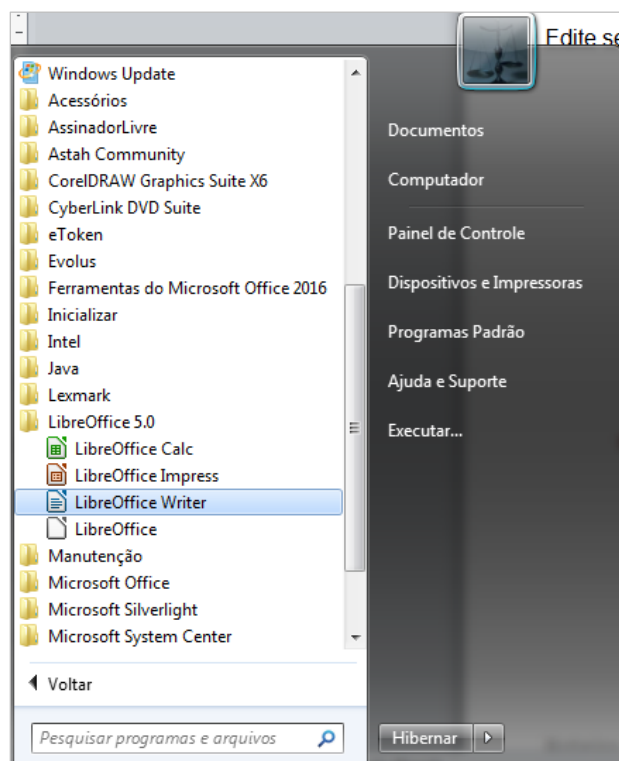 Edite se
Windows Update
Acessórios
AssinadorLivre
Astah Community
CorelDRAW Graphics Suite X6
CyberLink DVD Suite
eToken
Evolus
Ferramentas do Microsoft Office 2016
Inicializar
Intel
Java
Lexmark
LibreOffice 5.0
LibreOffice Calc
LibreOffice Impress
LibreOffice Writer
LibreOffice
Manutenção
Microsoft Office
Microsoft Silverlight
Microsoft System Center
Voltar
Pesquisar programas e arquivos
Documentos
Computador
Painel de Controle
Dispositivos e Impressoras
Programas Padrão
Ajuda e Suporte
Executar...
Hibernar